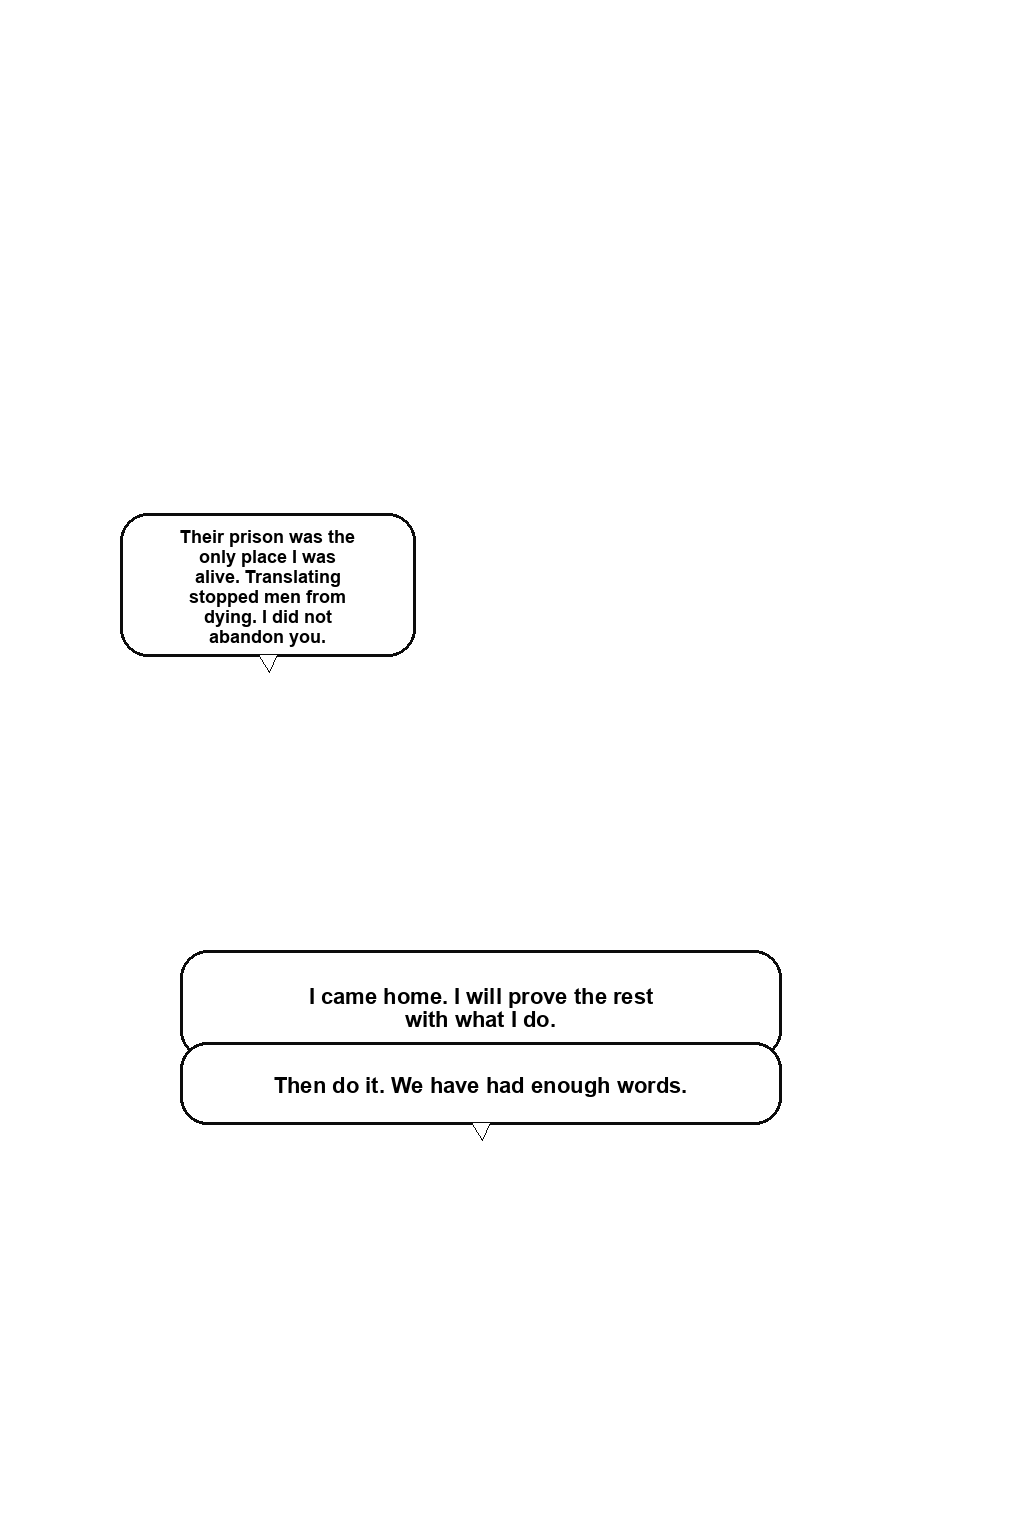 Their prison was the
only place I was
alive. Translating
stopped men from
dying. I did not
abandon you.
I came home. I will prove the rest
with what I do.
Then do it. We have had enough words.